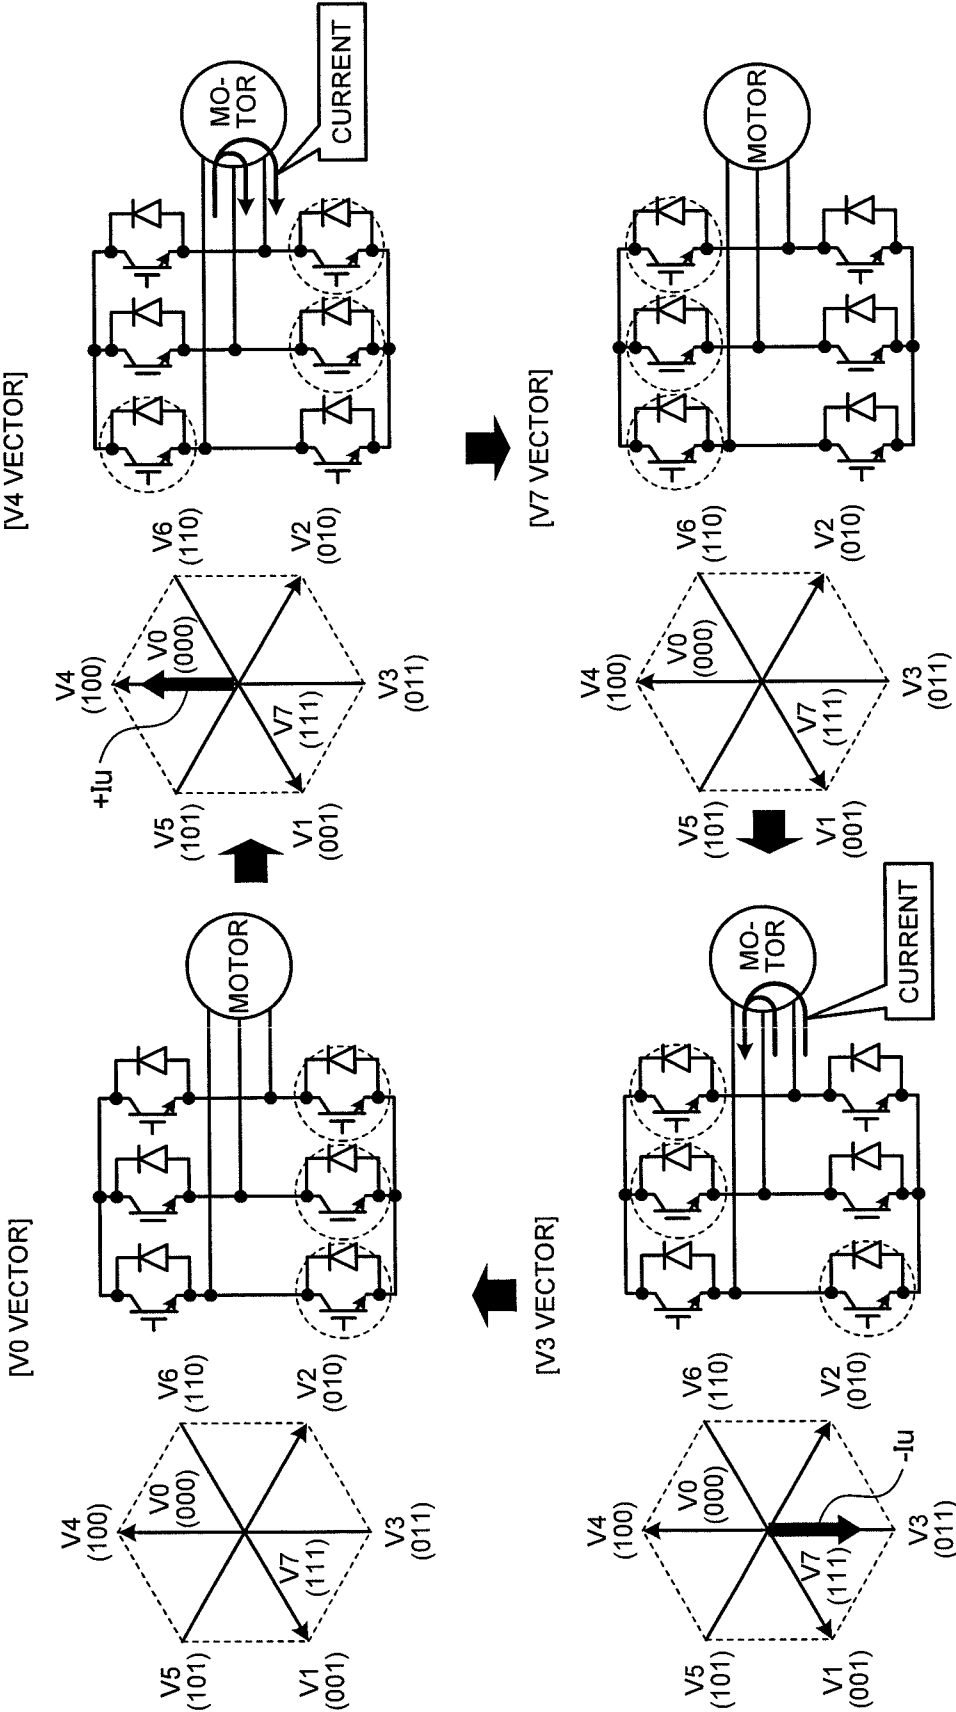 [V0 VECTOR]
V4
(100)
V5
(101)
V0
(000)
V6
(110)
V7
(111)
V1
(001)
V2
(010)
V3
(011)
MOTOR
[V4 VECTOR]
+Iu
V4
(100)
V5
(101)
V0
(000)
V6
(110)
V7
(111)
V1
(001)
V2
(010)
V3
(011)
MO-
TOR
CURRENT
[V3 VECTOR]
V4
(100)
V5
(101)
V0
(000)
V6
(110)
V7
(111)
V1
(001)
V2
(010)
V3
(011)
-Iu
MO-
TOR
CURRENT
[V7 VECTOR]
V4
(100)
V5
(101)
V0
(000)
V6
(110)
V7
(111)
V1
(001)
V2
(010)
V3
(011)
MOTOR